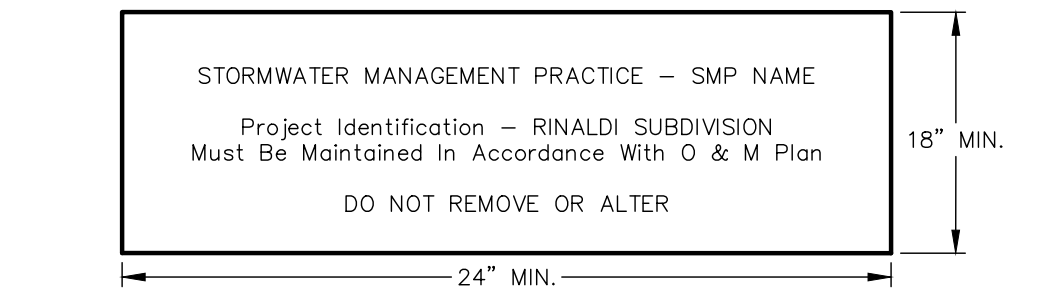 STORMWATER MANAGEMENT PRACTICE – SMP NAME
Project Identification – RINALDI SUBDIVISION
Must Be Maintained In Accordance With O & M Plan
DO NOT REMOVE OR ALTER
18” MIN.
24” MIN.